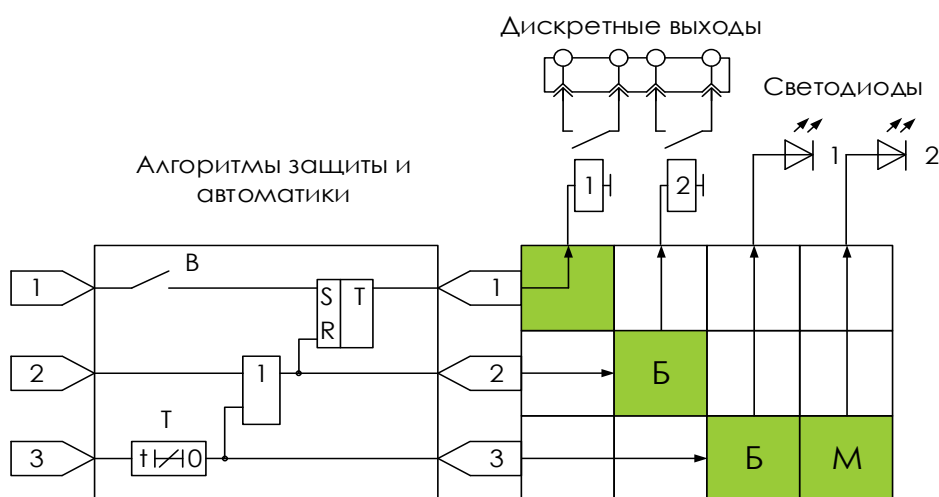 Дискретные выходы
Светодиоды
1
2
Алгоритмы защиты и
автоматики
1
2
1
В
S
T
R
1
2
1
2
Б
T
3
t
0
3
Б
М